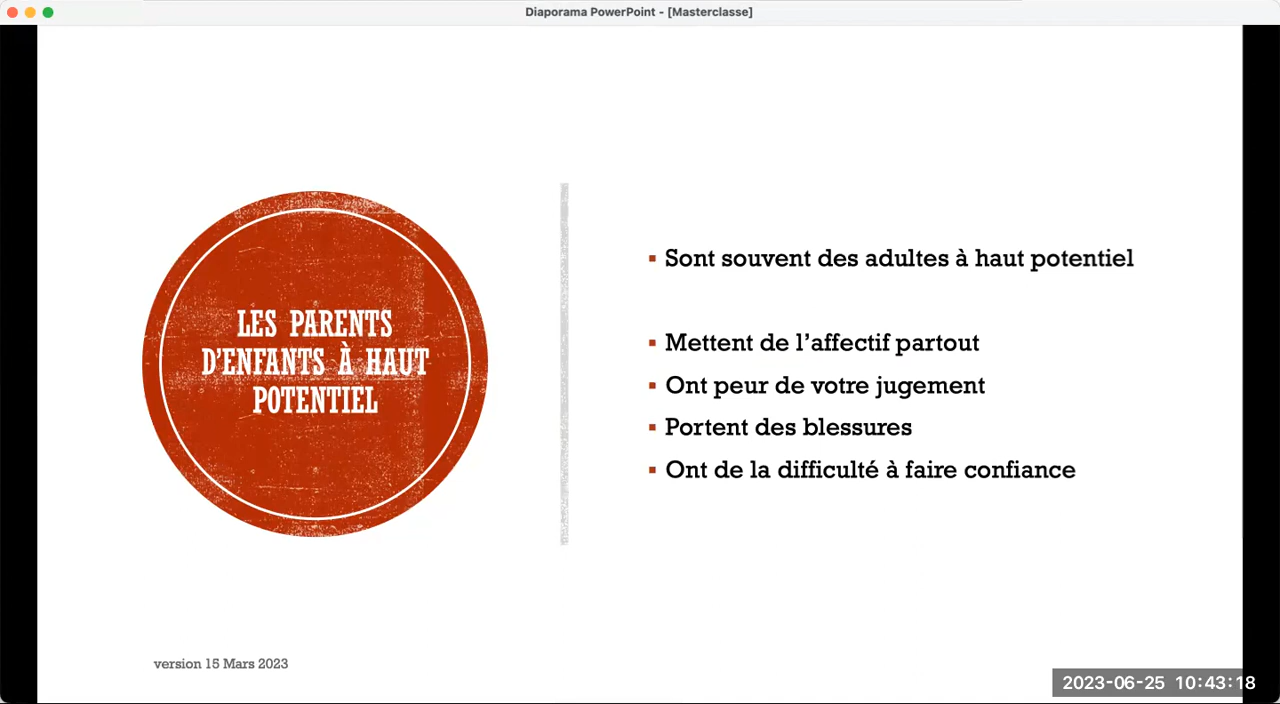 Diaporama PowerPoint - [Masterclasse]
LES PARENTS
D'ENFANTS À HAUT
POTENTIEL
▪ Sont souvent des adultes à haut potentiel
▪ Mettent de l’affectif partout
▪ Ont peur de votre jugement
▪ Portent des blessures
▪ Ont de la difficulté à faire confiance
version 15 Mars 2023
2023-06-25 10:43:18